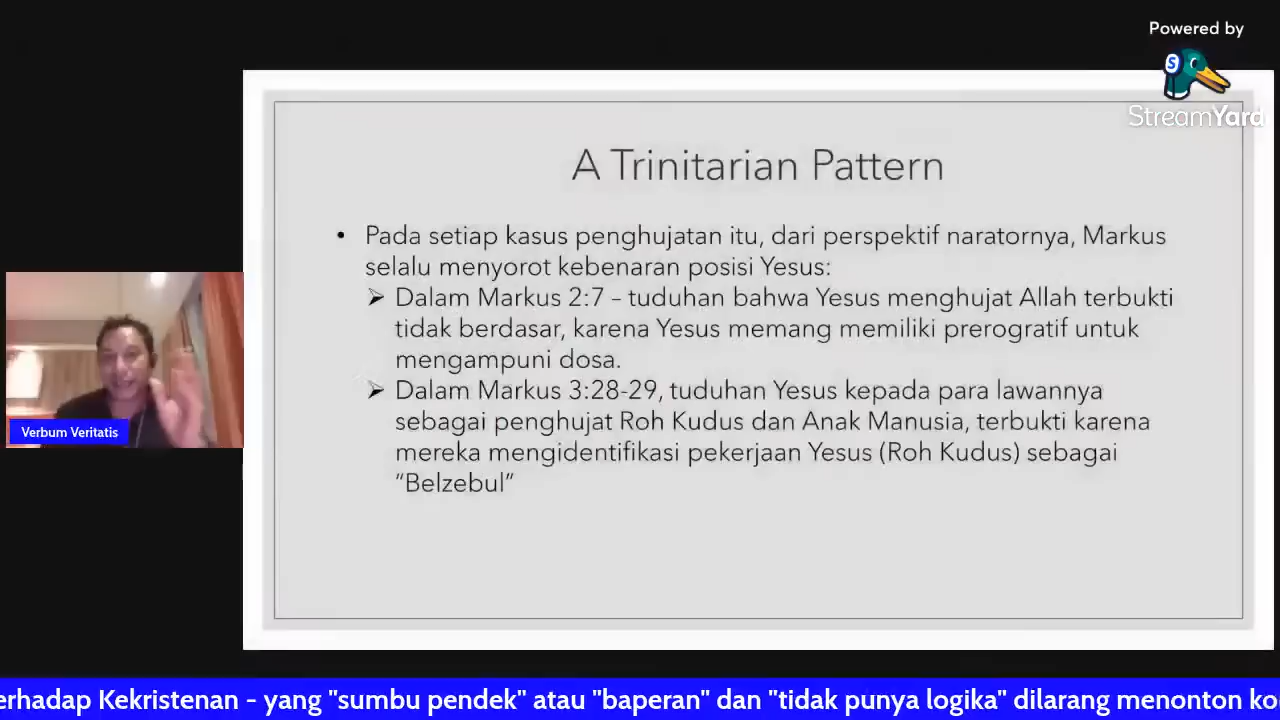 Powered by
StreamYard
A Trinitarian Pattern
• Pada setiap kasus penghujatan itu, dari perspektif naratornya, Markus
selalu menyorot kebenaran posisi Yesus:
➤ Dalam Markus 2:7 – tuduhan bahwa Yesus menghujat Allah terbukti
tidak berdasar, karena Yesus memang memiliki prerogratif untuk
mengampuni dosa.
➤ Dalam Markus 3:28-29, tuduhan Yesus kepada para lawannya
sebagai penghujat Roh Kudus dan Anak Manusia, terbukti karena
mereka mengidentifikasi pekerjaan Yesus (Roh Kudus) sebagai
“Belzebul”
Verbum Veritatis
erhadap Kekristenan - yang "sumbu pendek" atau "baperan" dan "tidak punya logika" dilarang menonton ko